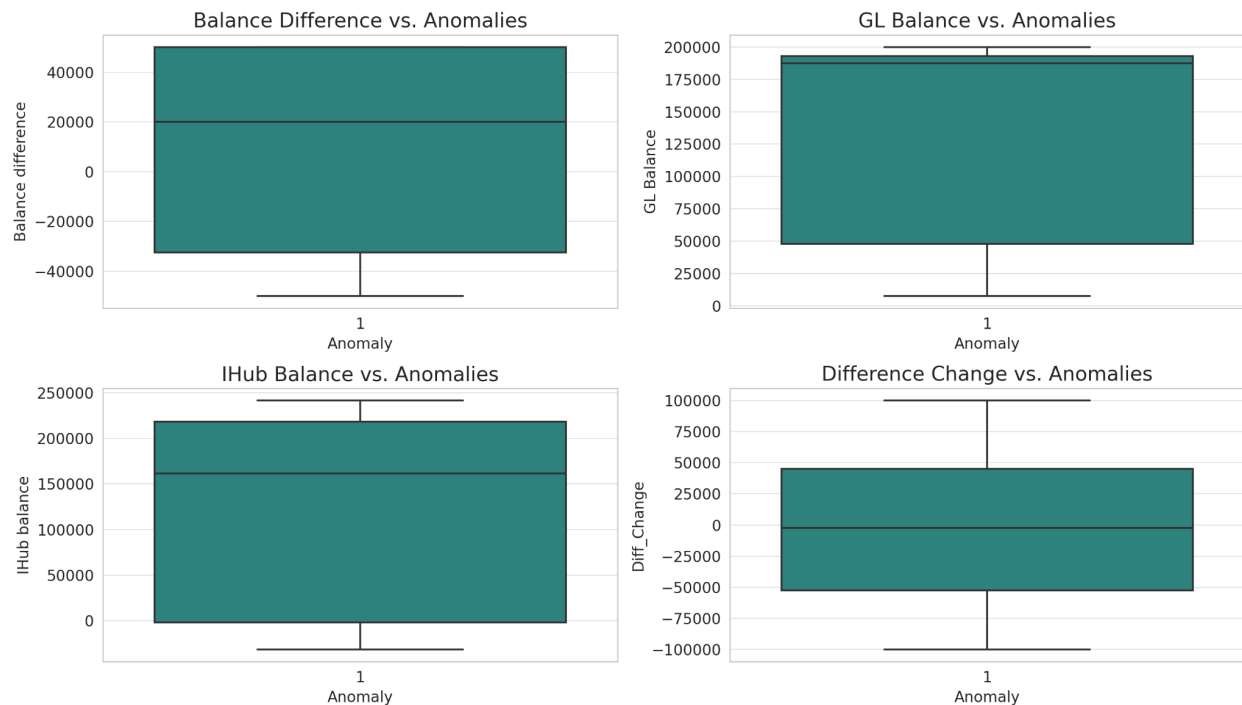 Balance Difference vs. Anomalies
Balance difference
40000
20000
0
−20000
−40000
1
Anomaly
GL Balance vs. Anomalies
GL Balance
200000
175000
150000
125000
100000
75000
50000
25000
0
1
Anomaly
IHub Balance vs. Anomalies
IHub balance
250000
200000
150000
100000
50000
0
1
Anomaly
Difference Change vs. Anomalies
Diff_Change
100000
75000
50000
25000
0
−25000
−50000
−75000
−100000
1
Anomaly